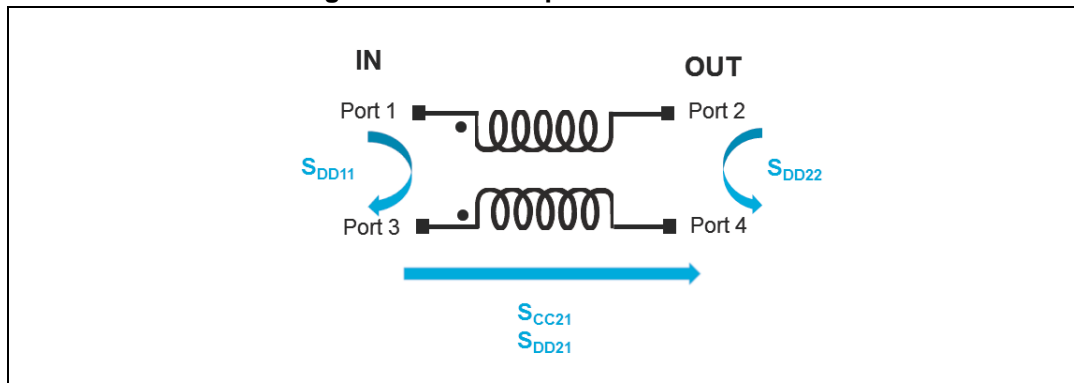 IN
OUT
Port 1
Port 2
SDD11
SDD22
Port 3
Port 4
SCC21
SDD21